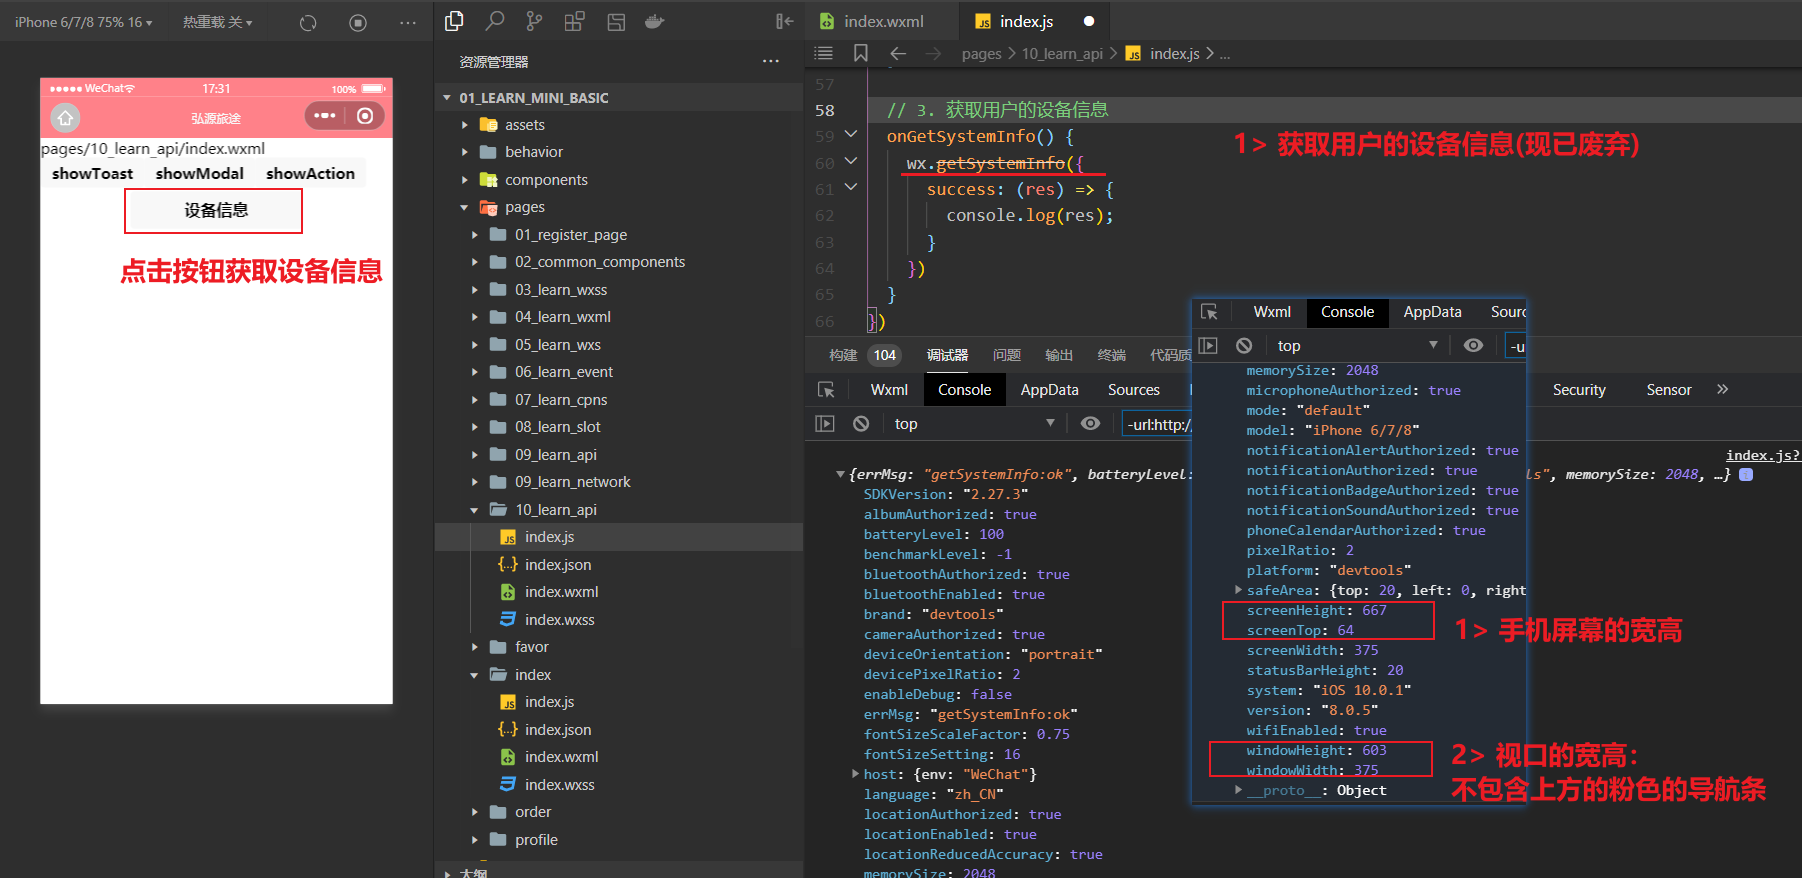 iPhone 6/7/8 75% 16
热重载 关
WeChat
17:31
100%
弘源旅途
pages/10_learn_api/index.wxml
showToast
showModal
showAction
设备信息
点击按钮获取设备信息
资源管理器
01_LEARN_MINI_BASIC
assets
behavior
components
pages
01_register_page
02_common_components
03_learn_wxss
04_learn_wxml
05_learn_wxs
06_learn_event
07_learn_cpns
08_learn_slot
09_learn_api
09_learn_network
10_learn_api
index.js
index.json
index.wxml
index.wxss
favor
index
index.js
index.json
index.wxml
index.wxss
order
profile
大纲
index.wxml
index.js
pages > 10_learn_api > index.js > ...
57
58 // 3. 获取用户的设备信息
59 onGetSystemInfo() {
60 wx.getSystemInfo({
61 success: (res) => {
62 console.log(res);
63 }
64 })
65 }
66 })
1> 获取用户的设备信息(现已废弃)
构建 104 调试器 问题 输出 终端 代码质
Wxml Console AppData Sources Security Sensor
top
-url:http:/
index.js?
{errMsg: "getSystemInfo:ok", batteryLevel:
ls", memorySize: 2048, …}
SDKVersion: "2.27.3"
albumAuthorized: true
batteryLevel: 100
benchmarkLevel: -1
bluetoothAuthorized: true
bluetoothEnabled: true
brand: "devtools"
cameraAuthorized: true
deviceOrientation: "portrait"
devicePixelRatio: 2
enableDebug: false
errMsg: "getSystemInfo:ok"
fontSizeScaleFactor: 0.75
fontSizeSetting: 16
host: {env: "WeChat"}
language: "zh_CN"
locationAuthorized: true
locationEnabled: true
locationReducedAccuracy: true
memorySize: 2048
Wxml Console AppData Sourc
top
-u
memorySize: 2048
microphoneAuthorized: true
mode: "default"
model: "iPhone 6/7/8"
notificationAlertAuthorized: true
notificationAuthorized: true
notificationBadgeAuthorized: true
notificationSoundAuthorized: true
phoneCalendarAuthorized: true
pixelRatio: 2
platform: "devtools"
safeArea: {top: 20, left: 0, right
screenHeight: 667
screenTop: 64
screenWidth: 375
statusBarHeight: 20
system: "iOS 10.0.1"
version: "8.0.5"
wifiEnabled: true
windowHeight: 603
windowWidth: 375
__proto__: Object
1> 手机屏幕的宽高
2> 视口的宽高:
不包含上方的粉色的导航条